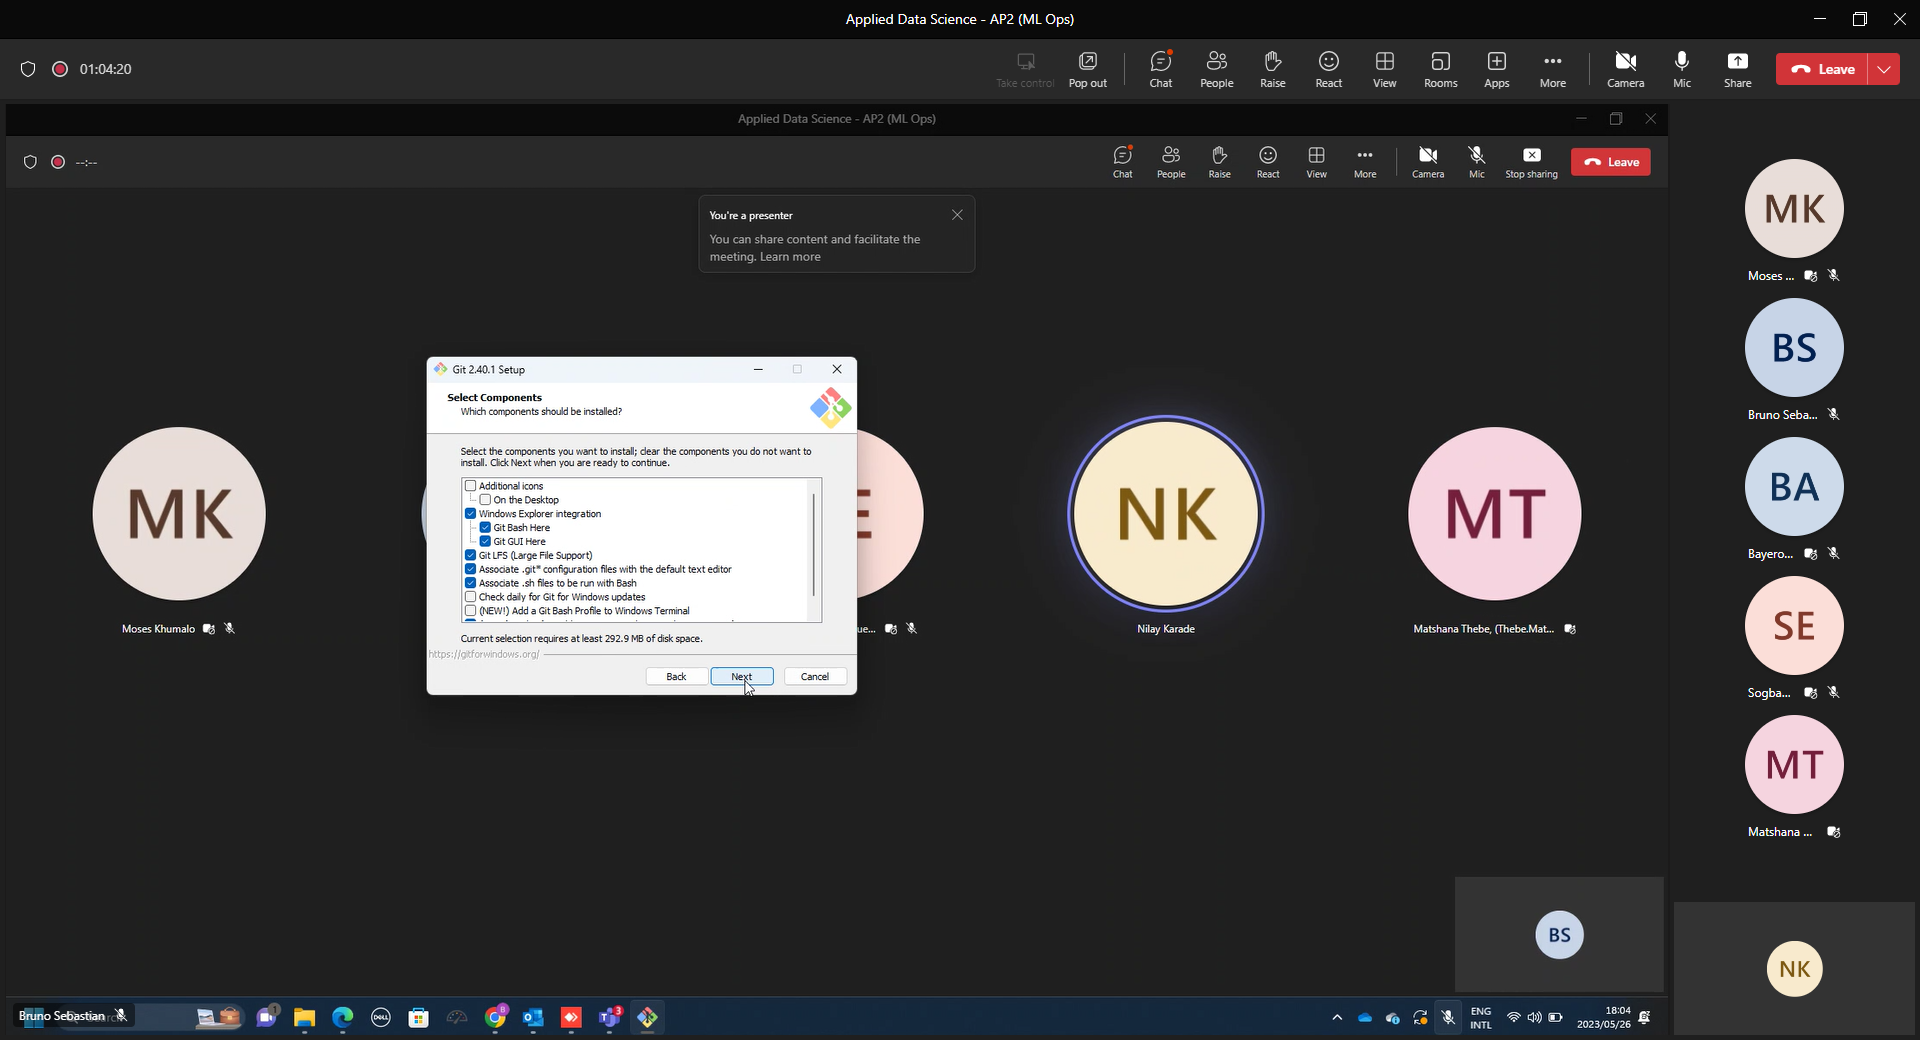 Applied Data Science - AP2 (ML Ops)
01:04:20
Take control
Pop out
Chat
People
Raise
React
View
Rooms
Apps
More
Camera
Mic
Share
Leave
Applied Data Science - AP2 (ML Ops)
--:--
Chat
People
Raise
React
View
More
Camera
Mic
Stop sharing
Leave
You're a presenter
You can share content and facilitate the
meeting. Learn more
Git 2.40.1 Setup
Select Components
Which components should be installed?
Select the components you want to install; clear the components you do not want to
install. Click Next when you are ready to continue.
Additional icons
On the Desktop
Windows Explorer integration
Git Bash Here
Git GUI Here
Git LFS (Large File Support)
Associate .git* configuration files with the default text editor
Associate .sh files to be run with Bash
Check daily for Git for Windows updates
(NEW!) Add a Git Bash Profile to Windows Terminal
Current selection requires at least 292.9 MB of disk space.
https://gitforwindows.org/
Back
Next
Cancel
MK
Moses Khumalo
E
ue...
NK
Nilay Karade
MT
Matshana Thebe, (Thebe.Mat...
MK
Moses ...
BS
Bruno Seba...
BA
Bayero...
SE
Sogba...
MT
Matshana ...
BS
NK
Bruno Sebastian
1
DELL
8
3
ENG
INTL
18:04
2023/05/26